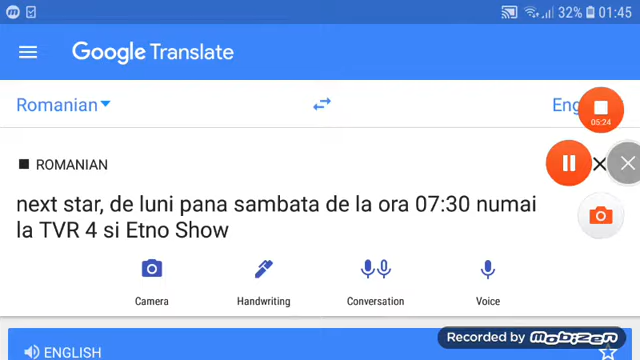 32% 01:45
Google Translate
Romanian Eng
05:24
ROMANIAN
next star, de luni pana sambata de la ora 07:30 numai
la TVR 4 si Etno Show
Camera Handwriting Conversation Voice
ENGLISH
Recorded by MOBIZEN